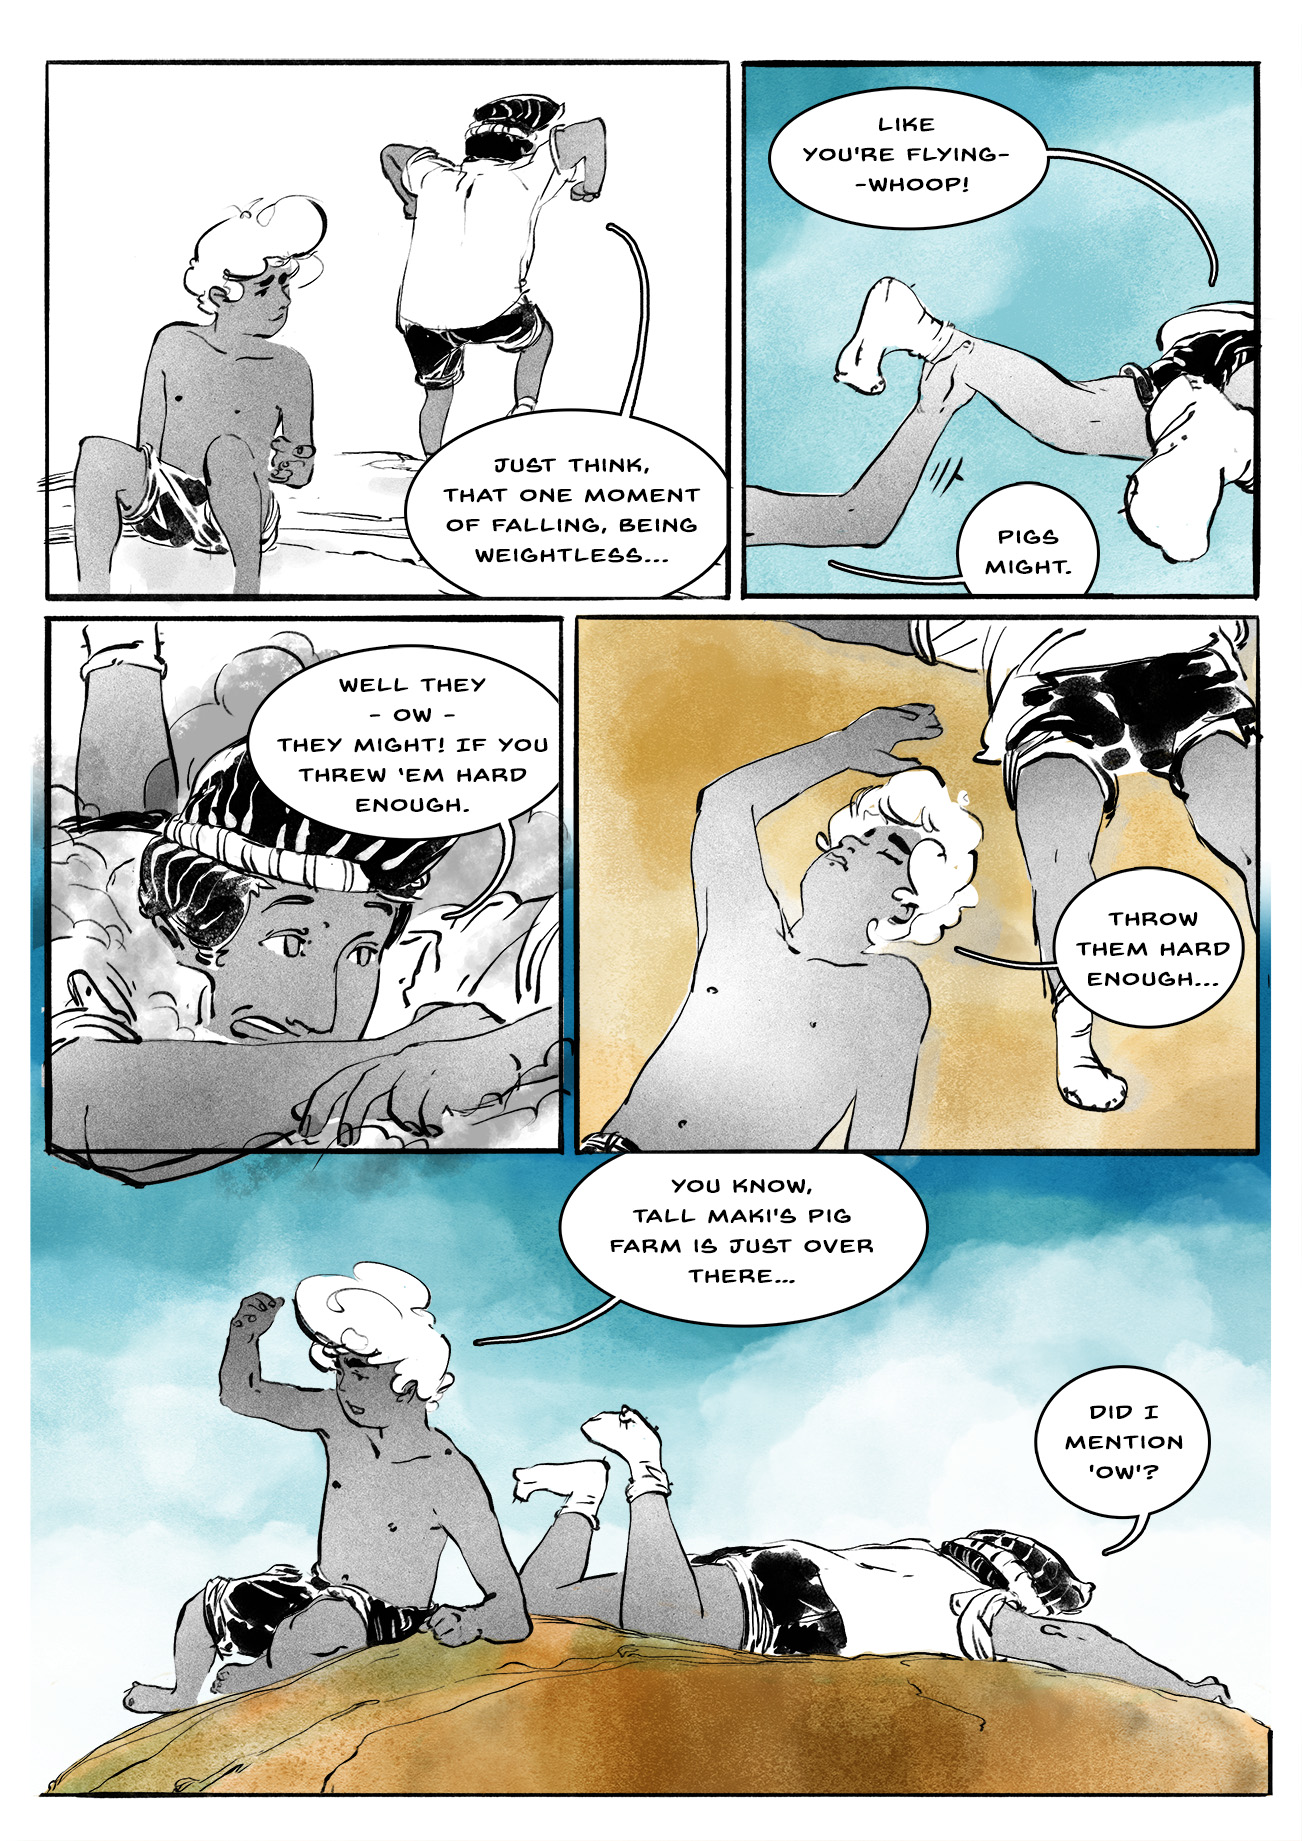 JUST THINK,
THAT ONE MOMENT
OF FALLING, BEING
WEIGHTLESS...
LIKE
YOU'RE FLYING-
-WHOOP!
PIGS
MIGHT.
WELL THEY
- OW -
THEY MIGHT! IF YOU
THREW 'EM HARD
ENOUGH.
THROW
THEM HARD
ENOUGH...
YOU KNOW,
TALL MAKI'S PIG
FARM IS JUST OVER
THERE...
DID I
MENTION
'OW'?